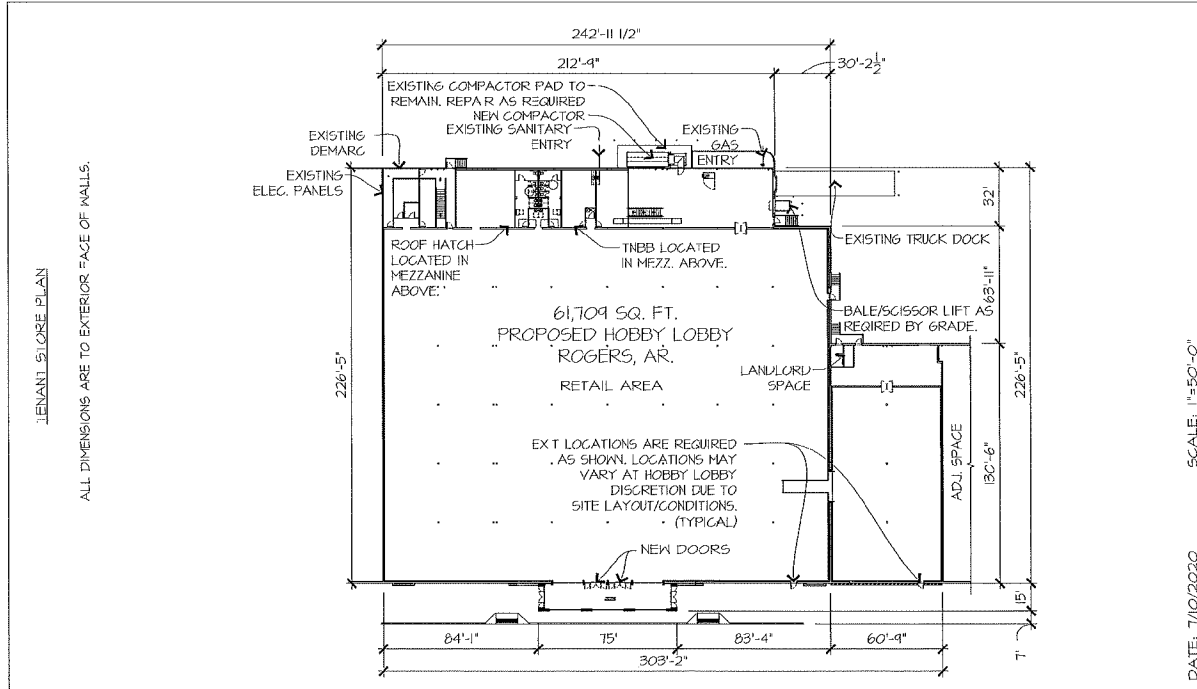 242'-11 1/2"
212'-9"
30'-2½"
EXISTING COMPACTOR PAD TO
REMAIN. REPA R AS REQUIRED
NEW COMPACTOR
EXISTING SANITARY
ENTRY
EXISTING
GAS
ENTRY
EXISTING
DEMARC
EXISTING
ELEC. PANELS
ROOF HATCH
LOCATED IN
MEZZANINE
ABOVE.
TNBB LOCATED
IN MEZZ. ABOVE.
EXISTING TRUCK DOCK
32'
63'-11"
BALE/SCISSOR LIFT AS
REQIRED BY GRADE.
61,709 SQ. FT.
PROPOSED HOBBY LOBBY
ROGERS, AR.
RETAIL AREA
LANDLORD
SPACE
226'-5"
226'-5"
130'-6"
ADJ. SPACE
EX T LOCATIONS ARE REQUIRED
AS SHOWN. LOCATIONS MAY
VARY AT HOBBY LOBBY
DISCRETION DUE TO
SITE LAYOUT/CONDITIONS.
(TYPICAL)
NEW DOORS
15'
7'
84'-1"
75'
83'-4"
60'-9"
303'-2"
TENANT STORE PLAN
ALL DIMENSIONS ARE TO EXTERIOR FACE OF WALLS.
SCALE: 1"=50'-0"
DATE: 7/10/2020